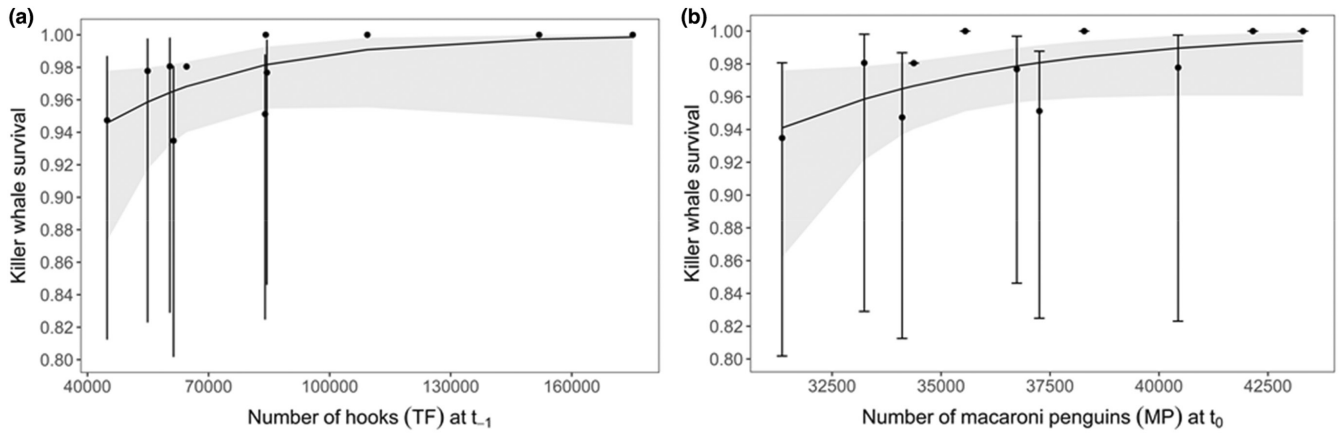 (a)
Killer whale survival
1.00
0.98
0.96
0.94
0.92
0.90
0.88
0.86
0.84
0.82
0.80
40000 70000 100000 130000 160000
Number of hooks (TF) at t₋₁
(b)
Killer whale survival
1.00
0.98
0.96
0.94
0.92
0.90
0.88
0.86
0.84
0.82
0.80
32500 35000 37500 40000 42500
Number of macaroni penguins (MP) at t₀